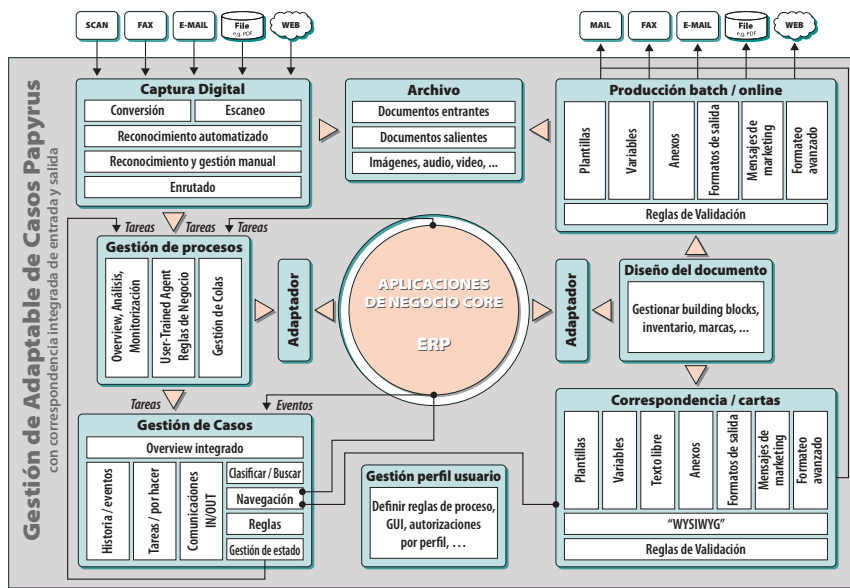 SCAN
FAX
E-MAIL
File
e.g. PDF
WEB
MAIL
FAX
E-MAIL
File
e.g. PDF
WEB
Gestión de Adaptable de Casos Papyrus
con correspondencia integrada de entrada y salida
Captura Digital
Conversión
Escaneo
Reconocimiento automatizado
Reconocimiento y gestión manual
Enrutado
Archivo
Documentos entrantes
Documentos salientes
Imágenes, audio, video, ...
Producción batch / online
Plantillas
Variables
Anexos
Formatos de salida
Mensajes de
marketing
Formateo
avanzado
Reglas de Validación
Tareas
Tareas
Tareas
Gestión de procesos
Overview, Análisis,
Monitorización
User-Trained Agent
Reglas de Negocio
Gestión de Colas
Adaptador
APLICACIONES
DE NEGOCIO CORE
ERP
Adaptador
Diseño del documento
Gestionar building blocks,
inventario, marcas, ...
Tareas
Eventos
Gestión de Casos
Overview integrado
Historia / eventos
Tareas / por hacer
Comunicaciones
IN/OUT
Clasificar / Buscar
Navegación
Reglas
Gestión de estado
Gestión perfil usuario
Definir reglas de proceso,
GUI, autorizaciones
por perfil, ...
Correspondencia / cartas
Plantillas
Variables
Texto libre
Anexos
Formatos de salida
Mensajes de
marketing
Formateo
avanzado
"WYSIWYG"
Reglas de Validación